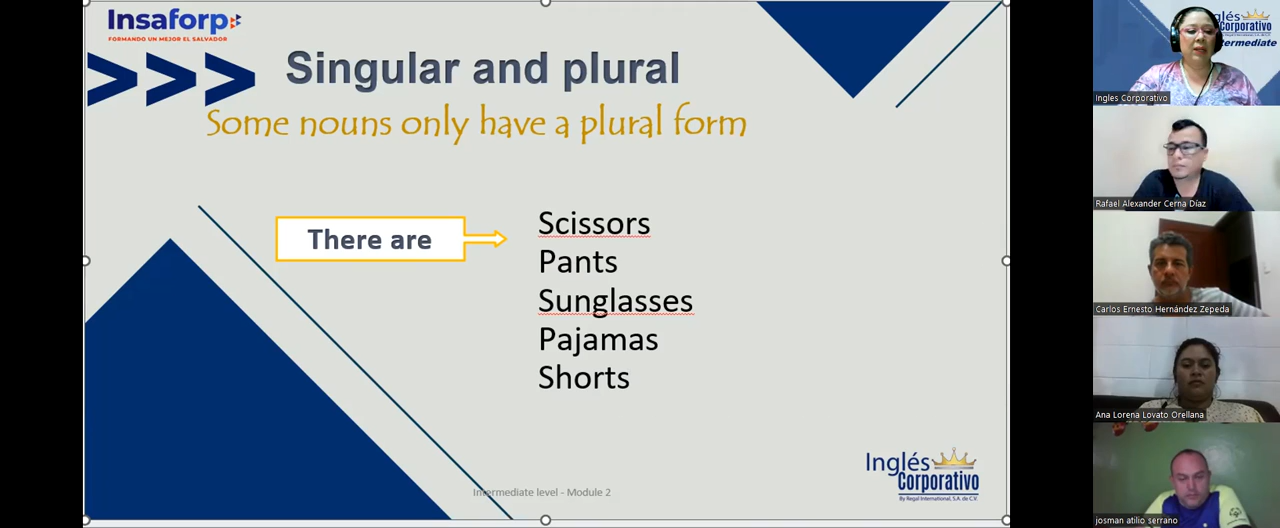 Insaforp
FORMANDO UN MEJOR EL SALVADOR
>>> Singular and plural
Some nouns only have a plural form
There are
Scissors
Pants
Sunglasses
Pajamas
Shorts
Intermediate level - Module 2
Inglés
Corporativo
By Regal International, S.A. de C.V.
glés
Corporativo
termediate
Ingles Corporativo
Rafael Alexander Cerna Díaz
Carlos Ernesto Hernández Zepeda
Ana Lorena Lovato Orellana
josman atilio serrano